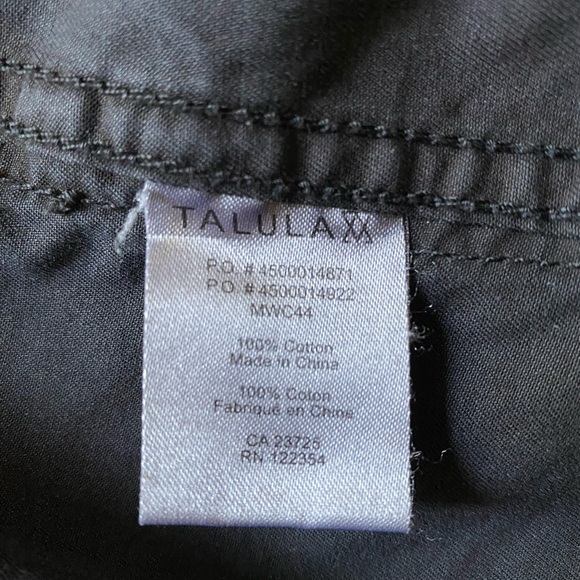 TALULA
P.O. # 4500014871
P.O. # 4500014922
MWC44
100% Cotton
Made in China
100% Coton
Fabriqué en Chine
CA 23725
RN 122354